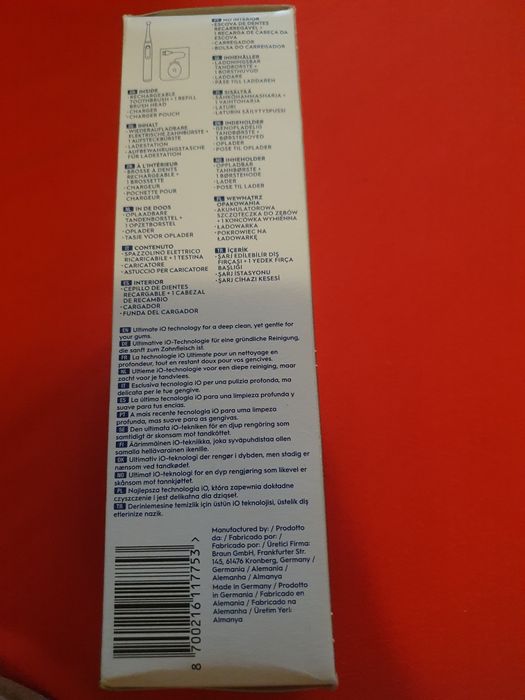 EN INSIDE
• RECHARGEABLE
TOOTHBRUSH + 1 REFILL
BRUSH HEAD
• CHARGER
• CHARGER POUCH
DE INHALT
• WIEDERAUFLADBARE
ELEKTRISCHE ZAHNBÜRSTE +
1 AUFSTECKBÜRSTE
• LADESTATION
• AUFBEWAHRUNGSTASCHE
FÜR LADESTATION
FR À L'INTÉRIEUR
• BROSSE À DENTS
RECHARGEABLE +
1 BROSSETTE
• CHARGEUR
• POCHETTE POUR
CHARGEUR
NL IN DE DOOS
• OPLAADBARE
TANDENBORSTEL +
1 OPZETBORSTEL
• OPLADER
• TASJE VOOR OPLADER
IT CONTENUTO
• SPAZZOLINO ELETTRICO
RICARICABILE + 1 TESTINA
• CARICATORE
• ASTUCCIO PER CARICATORE
ES INTERIOR
• CEPILLO DE DIENTES
RECARGABLE + 1 CABEZAL
DE RECAMBIO
• CARGADOR
• FUNDA DEL CARGADOR
PT NO INTERIOR
• ESCOVA DE DENTES
RECARREGÁVEL +
1 RECARGA DE CABEÇA DA
ESCOVA
• CARREGADOR
• BOLSA DO CARREGADOR
SE INNEHÅLLER
• LADDNINGSBAR
TANDBORSTE +
1 BORSTHUVUD
• LADDARE
• PÅSE TILL LADDAREN
FI SISÄLTÄÄ
• SÄHKÖHAMMASHARJA +
1 VAIHTOHARJA
• LATURI
• LATURIN SÄILYTYSPUSSI
DK INDEHOLDER
• GENOPLADELIG
TANDBØRSTE +
1 BØRSTEHOVED
• OPLADER
• POSE TIL OPLADER
NO INNEHOLDER
• OPPLADBAR
TANNBØRSTE +
1 BØRSTEHODE
• LADER
• POSE TIL LADER
PL WEWNĄTRZ
OPAKOWANIA
• AKUMULATOROWA
SZCZOTECZKA DO ZĘBÓW
+ 1 KOŃCÓWKA WYMIENNA
• ŁADOWARKA
• POKROWIEC NA
ŁADOWARKĘ
TR İÇERİK
• ŞARJ EDİLEBİLİR DİŞ
FIRÇASI + 1 YEDEK FIRÇA
BAŞLIĞI
• ŞARJ İSTASYONU
• ŞARJ CİHAZI KESESİ
EN Ultimate iO technology for a deep clean, yet gentle for
your gums.
DE Ultimative iO-Technologie für eine gründliche Reinigung,
die sanft zum Zahnfleisch ist.
FR La technologie iO Ultimate pour un nettoyage en
profondeur, tout en restant doux pour vos gencives.
NL Ultieme iO-technologie voor een diepe reiniging, maar
zacht voor je tandvlees.
IT Esclusiva tecnologia iO per una pulizia profonda, ma
delicata per le tue gengive.
ES La última tecnología iO para una limpieza profunda y
suave para tus encías.
PT A mais recente tecnologia iO para uma limpeza
profunda, mas suave para as gengivas.
SE Den ultimata iO-tekniken för en djup rengöring som
samtidigt är skonsam mot tandköttet.
FI Äärimmäinen iO-tekniikka, joka syväpuhdistaa ollen
samalla hellävarainen ikenille.
DK Ultimativ iO-teknologi der rengør i dybden, men stadig er
nænsom ved tandkødet.
NO Ultimat iO-teknologi for en dyp rengjøring som likevel er
skånsom mot tannkjøttet.
PL Najlepsza technologia iO, która zapewnia dokładne
czyszczenie i jest delikatna dla dziąseł.
TR Derinlemesine temizlik için üstün iO teknolojisi, üstelik diş
etlerinize nazik.
Manufactured by: / Prodotto
da: / Fabricado por: /
Fabricado por: / Üretici Firma:
Braun GmbH, Frankfurter Str.
145, 61476 Kronberg, Germany /
Germania / Alemania /
Alemanha / Almanya
Made in Germany / Prodotto
in Germania / Fabricado en
Alemania / Fabricado na
Alemanha / Üretim Yeri:
Almanya
8 700216 117753 >